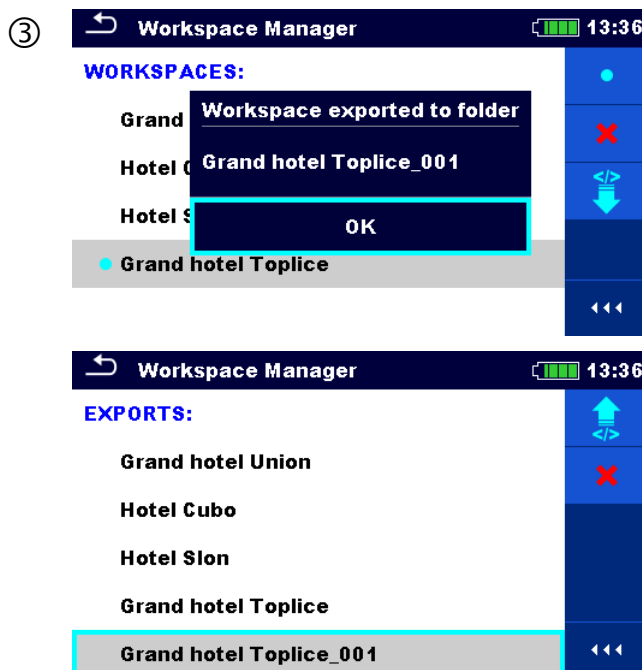 ③
Workspace Manager 13:36
WORKSPACES:
Grand
Workspace exported to folder
Hotel
Grand hotel Toplice_001
Hotel
OK
Grand hotel Toplice
</>
Workspace Manager 13:36
EXPORTS:
</>
Grand hotel Union
Hotel Cubo
Hotel Slon
Grand hotel Toplice
Grand hotel Toplice_001